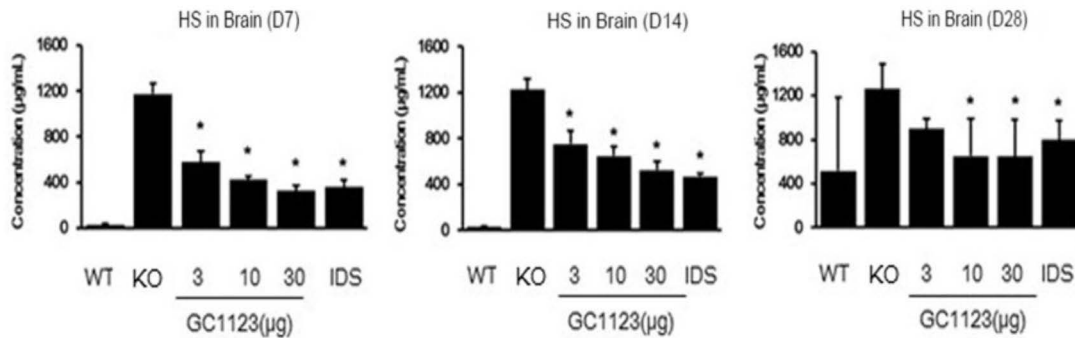 HS in Brain (D7)
Concentration (µg/mL)
1600
1200
800
400
0
*
*
*
*
WT KO 3 10 30 IDS
GC1123(µg)
HS in Brain (D14)
Concentration (µg/mL)
1600
1200
800
400
0
*
*
*
*
WT KO 3 10 30 IDS
GC1123(µg)
HS in Brain (D28)
Concentration (µg/mL)
1600
1200
800
400
0
*
*
*
WT KO 3 10 30 IDS
GC1123(µg)